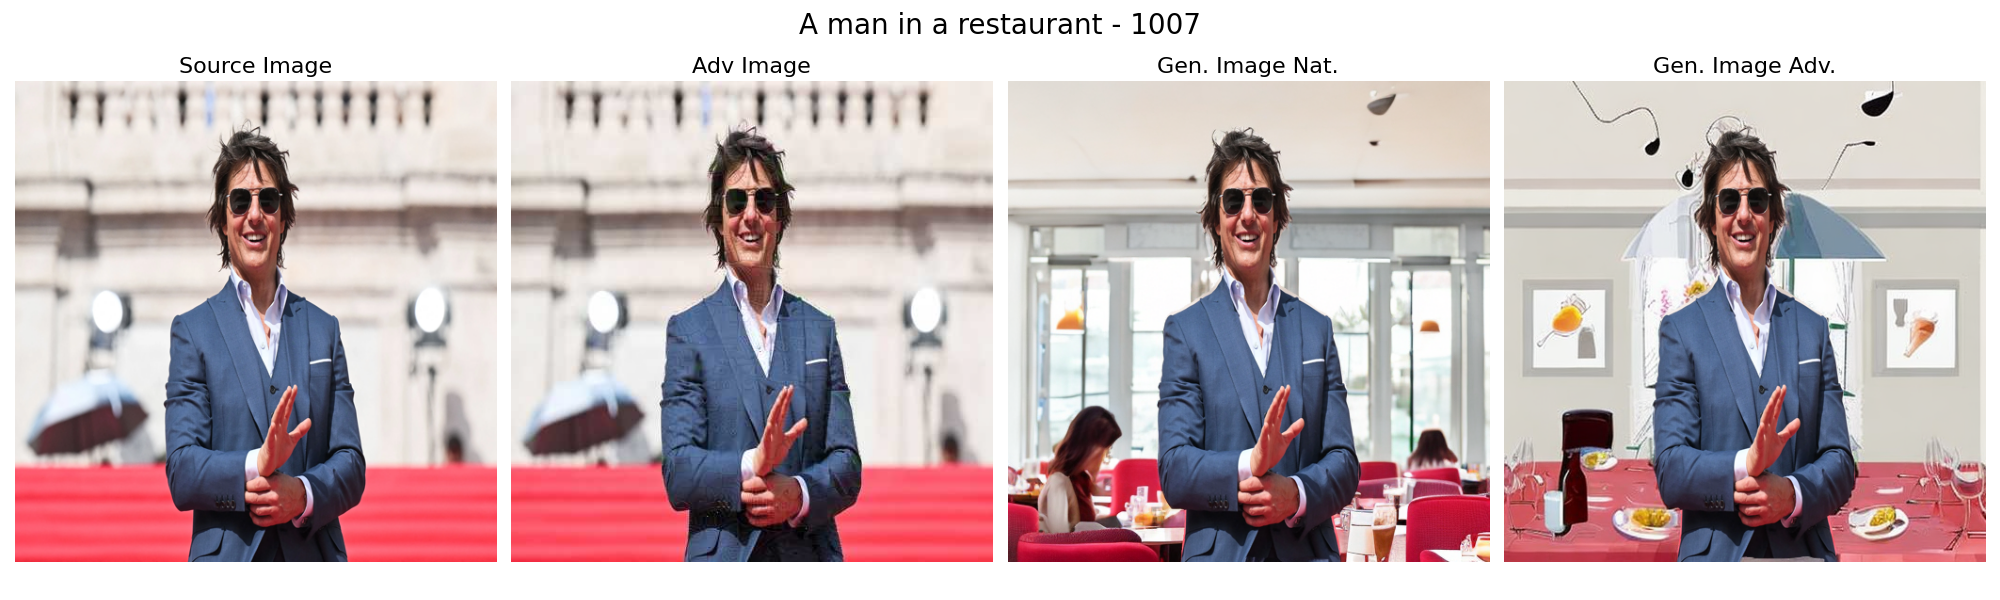 A man in a restaurant - 1007
Source Image
Adv Image
Gen. Image Nat.
Gen. Image Adv.